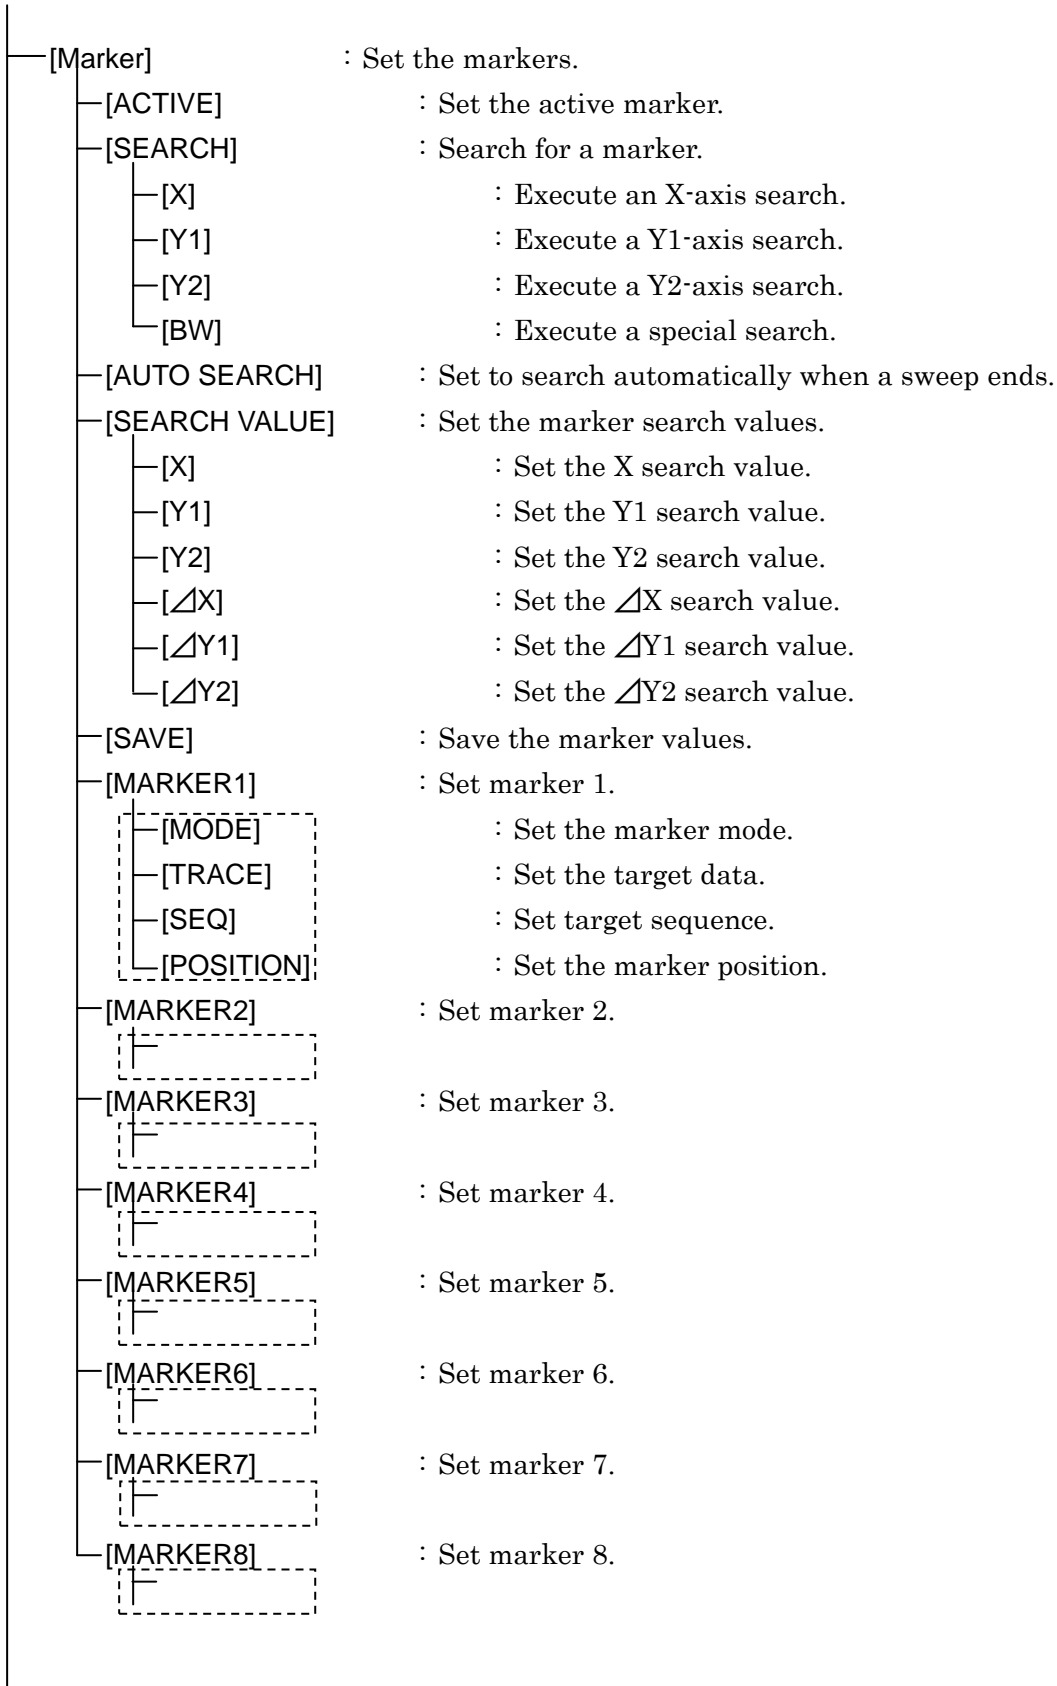 [Marker] : Set the markers.
[ACTIVE] : Set the active marker.
[SEARCH] : Search for a marker.
[X] : Execute an X-axis search.
[Y1] : Execute a Y1-axis search.
[Y2] : Execute a Y2-axis search.
[BW] : Execute a special search.
[AUTO SEARCH] : Set to search automatically when a sweep ends.
[SEARCH VALUE] : Set the marker search values.
[X] : Set the X search value.
[Y1] : Set the Y1 search value.
[Y2] : Set the Y2 search value.
[⊿X] : Set the ⊿X search value.
[⊿Y1] : Set the ⊿Y1 search value.
[⊿Y2] : Set the ⊿Y2 search value.
[SAVE] : Save the marker values.
[MARKER1] : Set marker 1.
[MODE] : Set the marker mode.
[TRACE] : Set the target data.
[SEQ] : Set target sequence.
[POSITION] : Set the marker position.
[MARKER2] : Set marker 2.
[MARKER3] : Set marker 3.
[MARKER4] : Set marker 4.
[MARKER5] : Set marker 5.
[MARKER6] : Set marker 6.
[MARKER7] : Set marker 7.
[MARKER8] : Set marker 8.